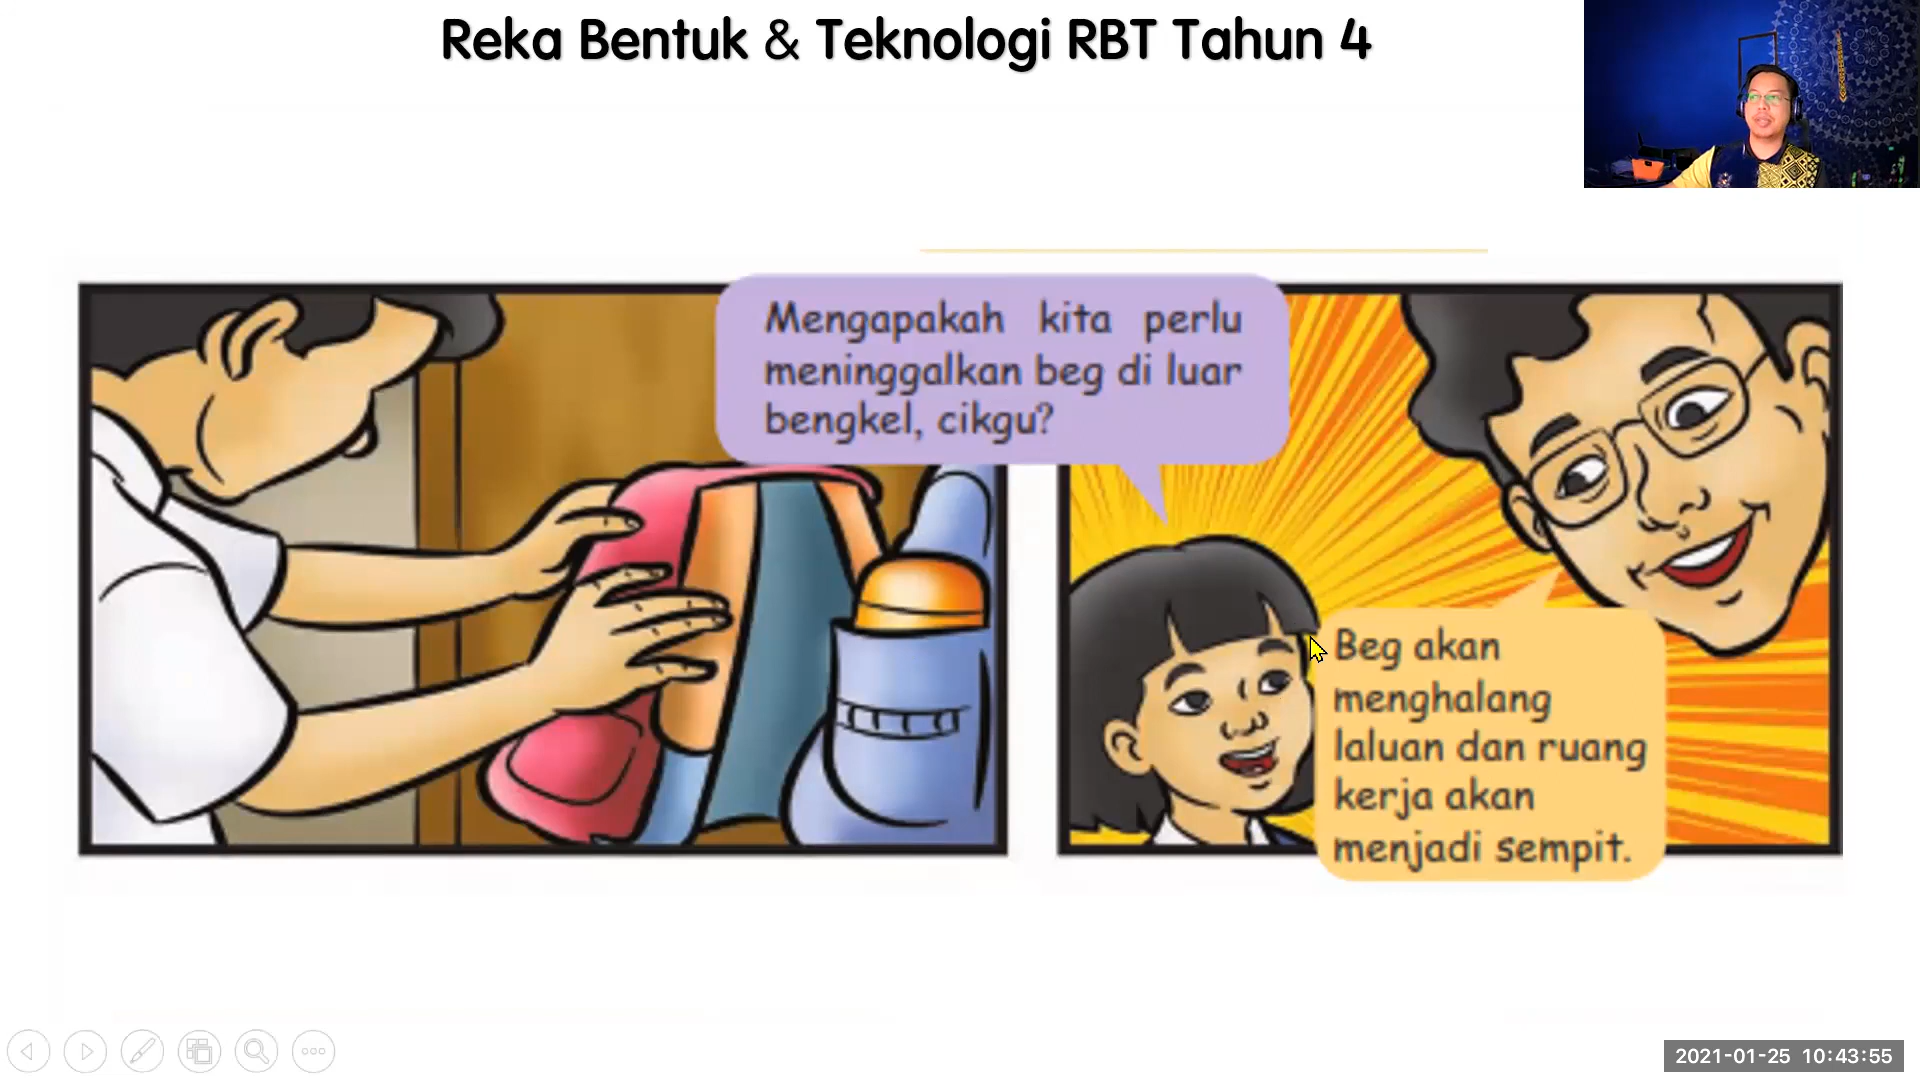 Reka Bentuk & Teknologi RBT Tahun 4
Mengapakah kita perlu
meninggalkan beg di luar
bengkel, cikgu?
Beg akan
menghalang
laluan dan ruang
kerja akan
menjadi sempit.
2021-01-25 10:43:55